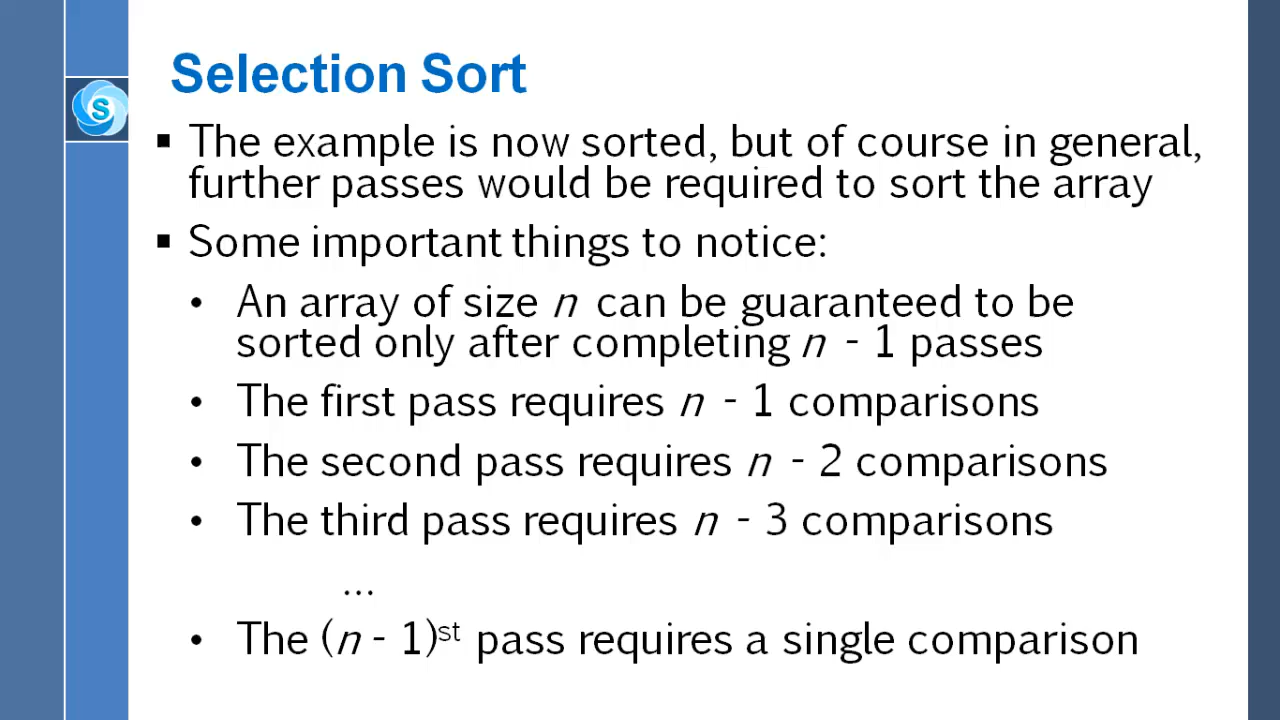 Selection Sort
S
▪ The example is now sorted, but of course in general,
further passes would be required to sort the array
▪ Some important things to notice:
• An array of size n can be guaranteed to be
sorted only after completing n - 1 passes
• The first pass requires n - 1 comparisons
• The second pass requires n - 2 comparisons
• The third pass requires n - 3 comparisons
...
• The (n - 1)st pass requires a single comparison